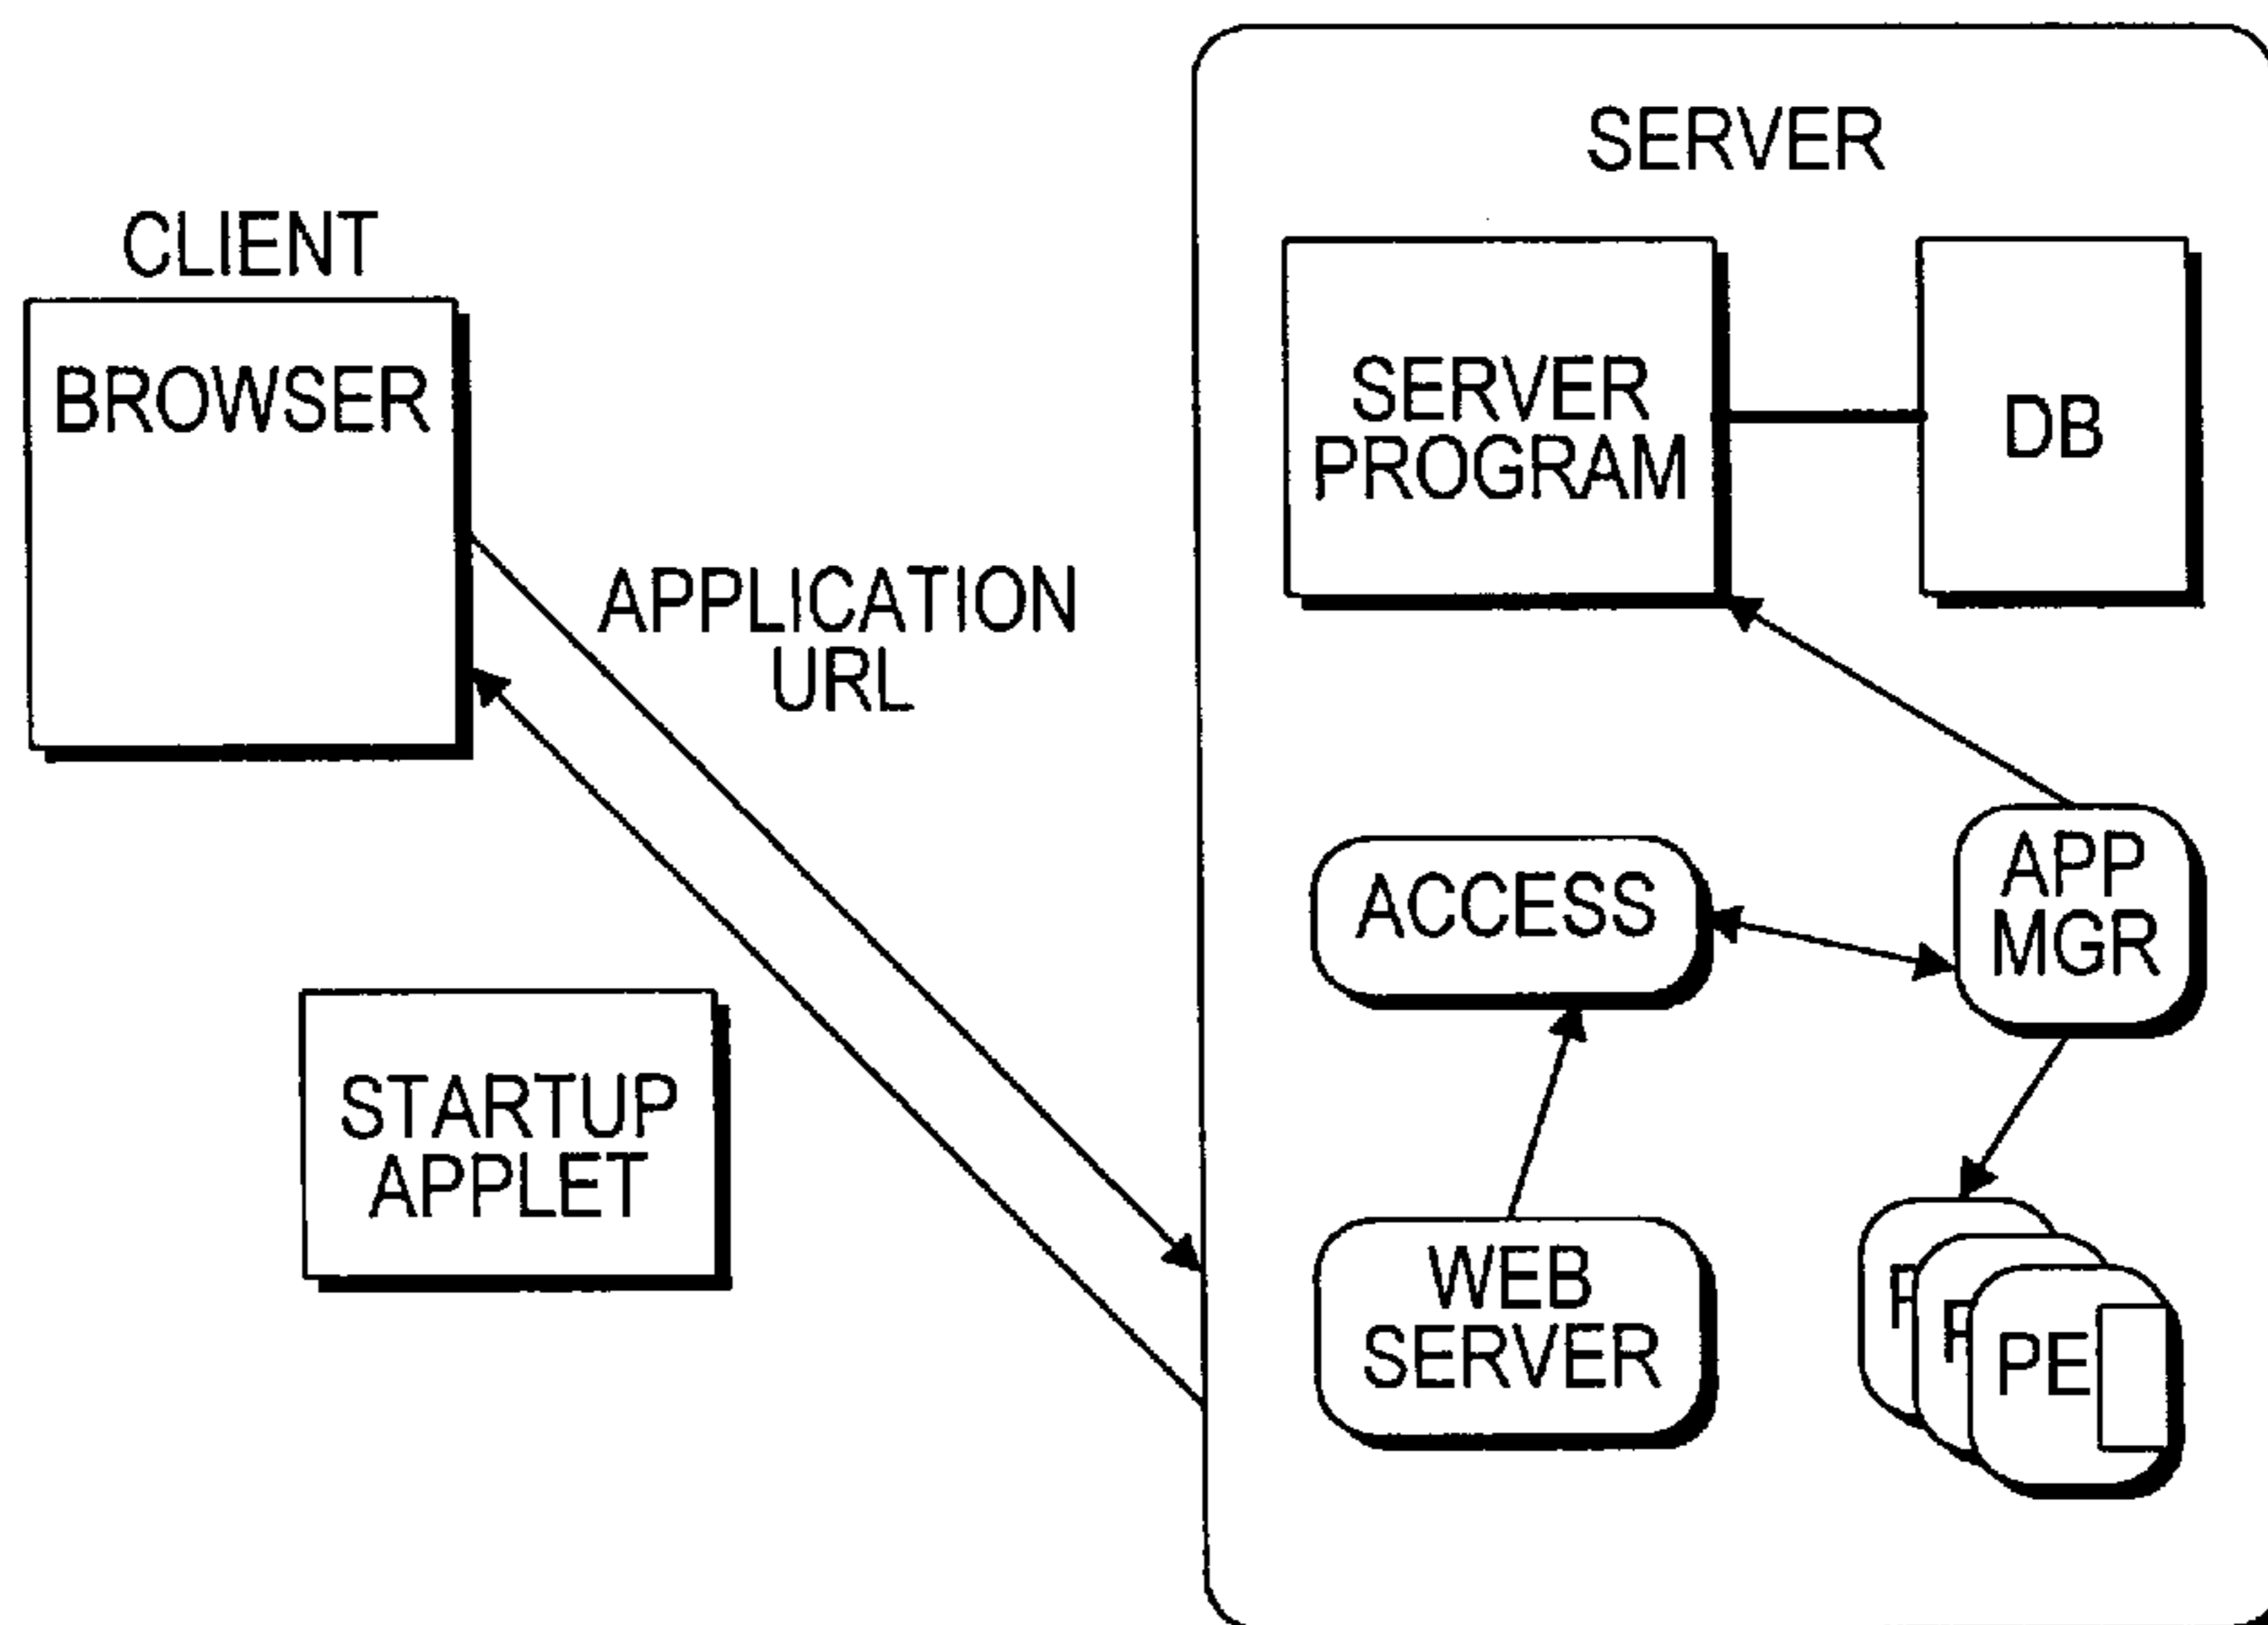 SERVER
CLIENT
BROWSER
SERVER
PROGRAM
DB
APPLICATION
URL
APP
MGR
ACCESS
STARTUP
APPLET
WEB
SERVER
PE